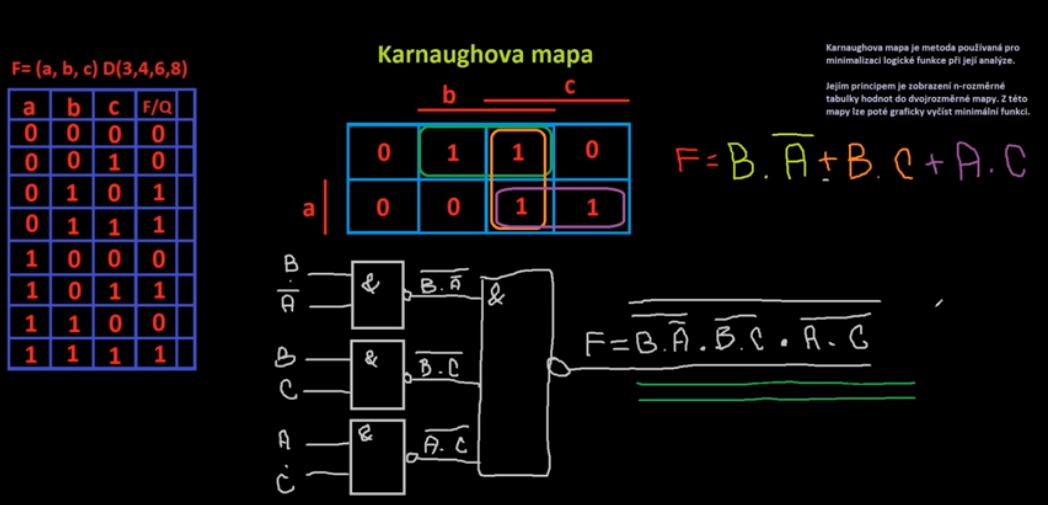 Karnaughova mapa
Karnaughova mapa je metoda používaná pro
minimalizaci logické funkce při její analýze.
Jejím principem je zobrazení n-rozměrné
tabulky hodnot do dvojrozměrné mapy. Z této
mapy lze poté graficky vyčíst minimální funkci.
F= (a, b, c) D(3,4,6,8)
a b c F/Q
0 0 0 0
0 0 1 0
0 1 0 1
0 1 1 1
1 0 0 0
1 0 1 1
1 1 0 0
1 1 1 1
b c
0 1 1 0
a 0 0 1 1
F=B.A̅+B.C+A.C
B
A̅
&
B.A̅
&
B
C
&
B.C
A
C
&
A.C
F=B.A̅.B.C.A.C